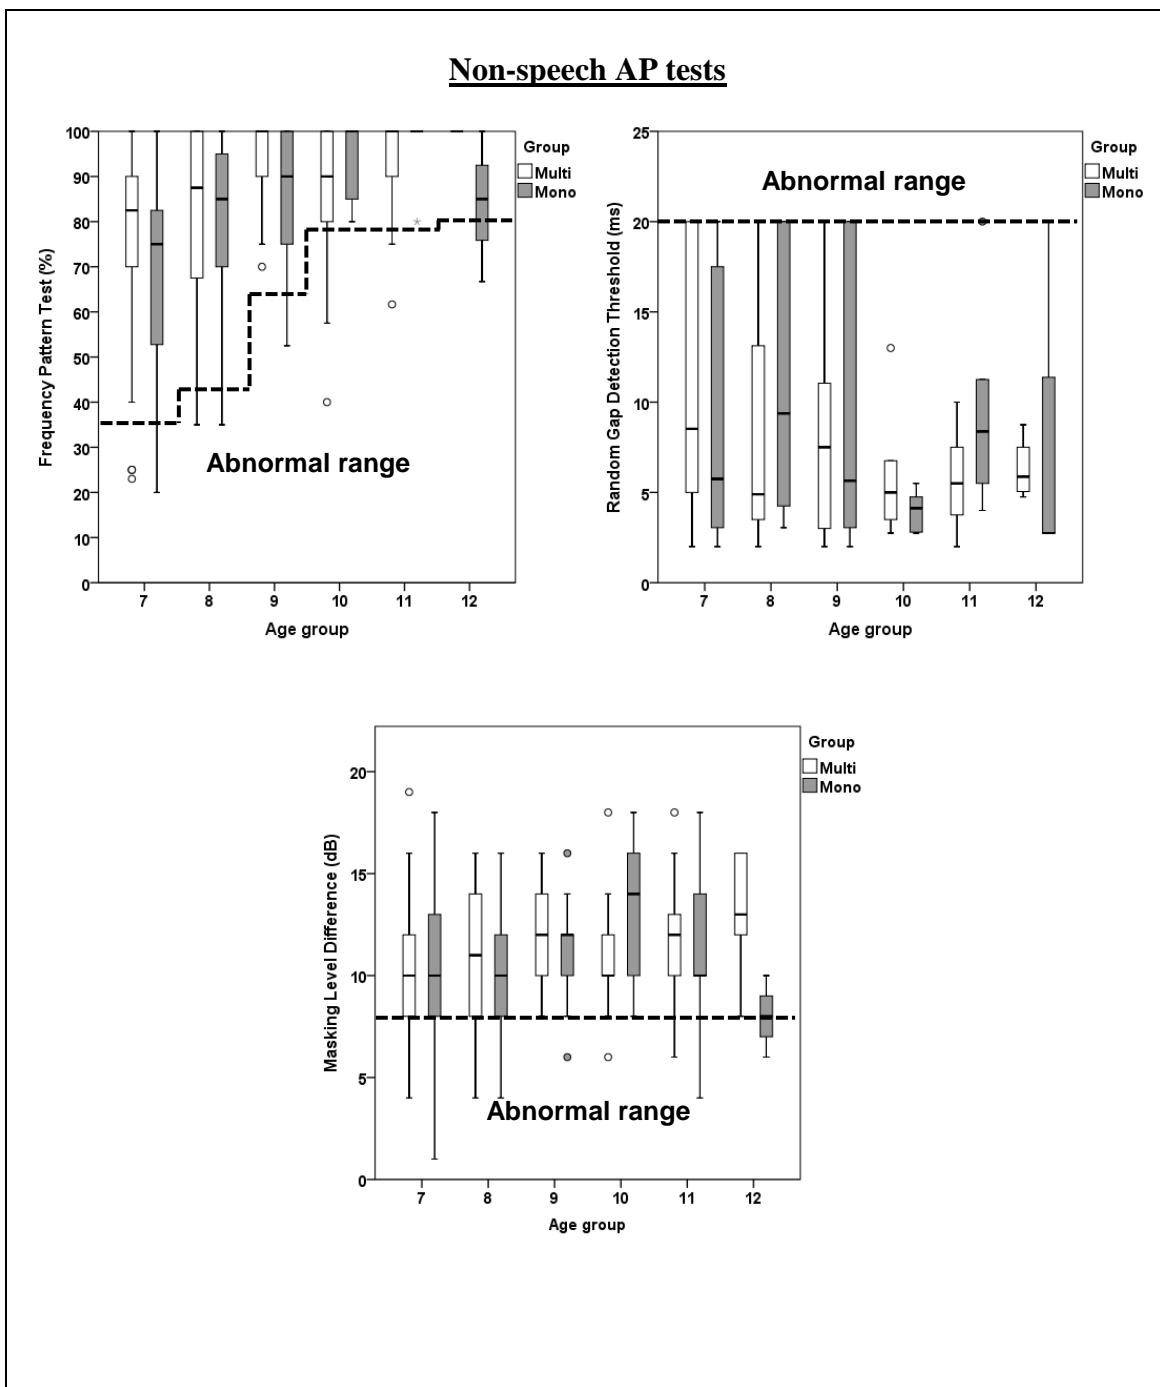 Non-speech AP tests
Frequency Pattern Test (%)
100
90
80
70
60
50
40
30
20
10
0
Abnormal range
7 8 9 10 11 12
Age group
Group
Multi
Mono
Random Gap Detection Threshold (ms)
25
20
15
10
5
0
Abnormal range
7 8 9 10 11 12
Age group
Group
Multi
Mono
Masking Level Difference (dB)
20
15
10
5
0
Abnormal range
7 8 9 10 11 12
Age group
Group
Multi
Mono